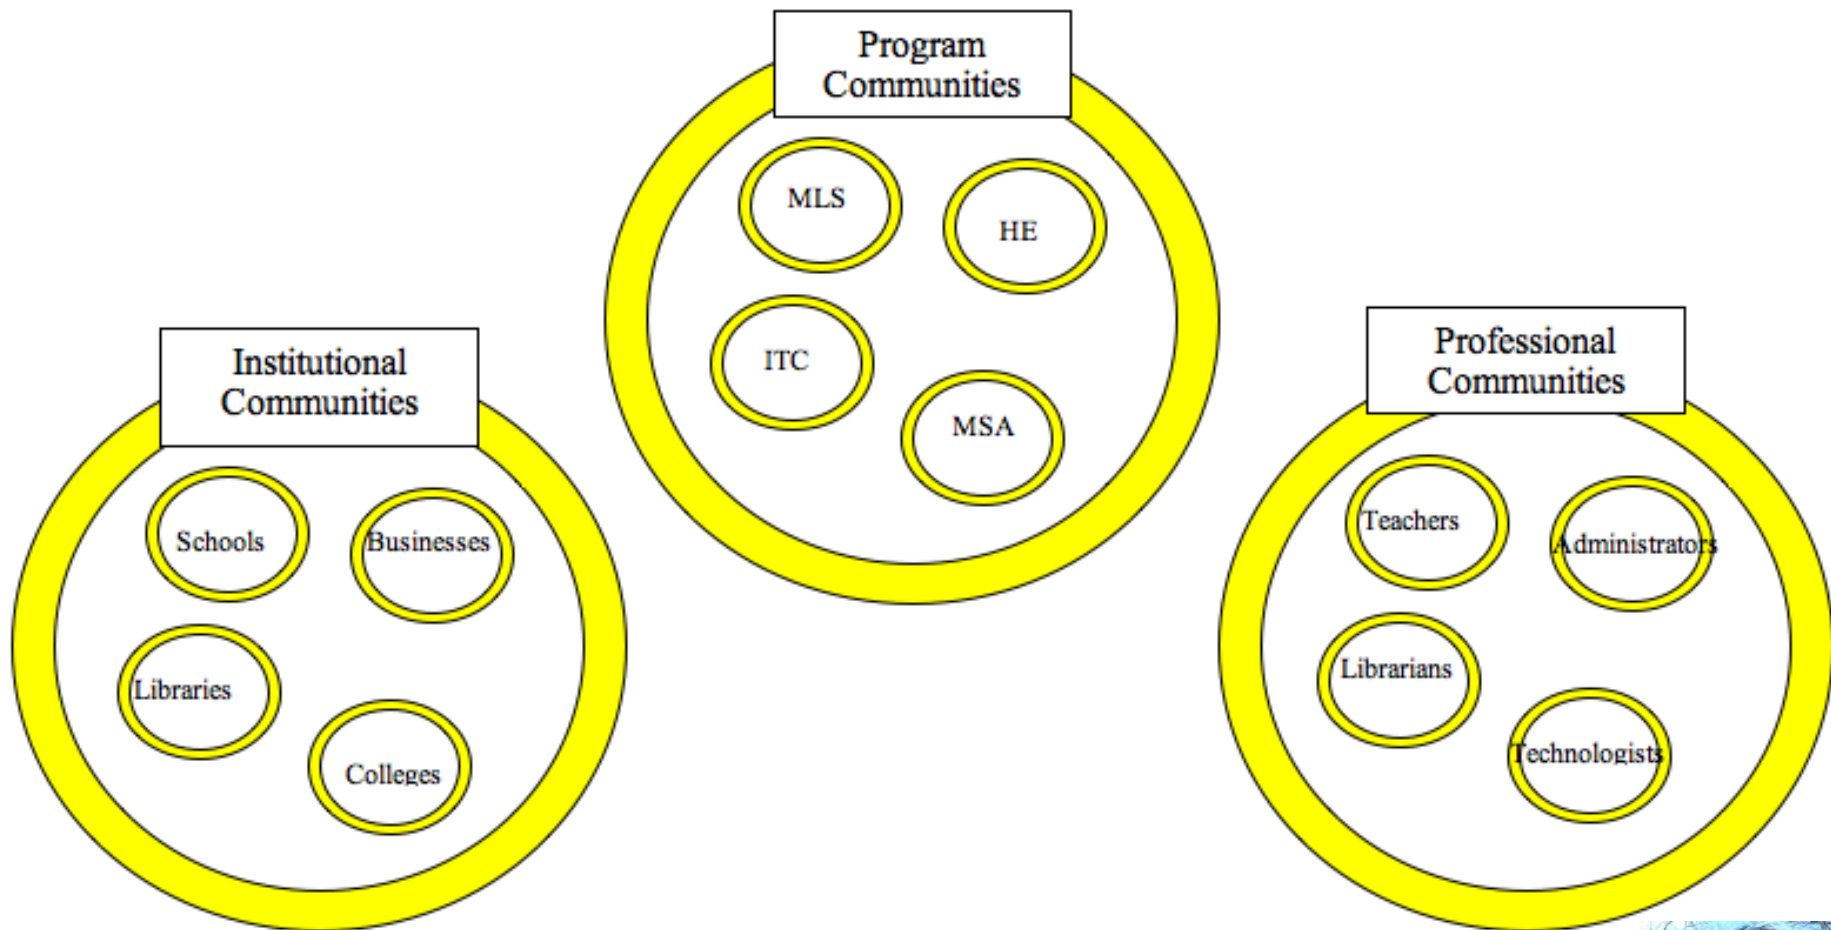 Program
Communities
MLS
HE
ITC
MSA
Institutional
Communities
Schools
Businesses
Libraries
Colleges
Professional
Communities
Teachers
Administrators
Librarians
Technologists